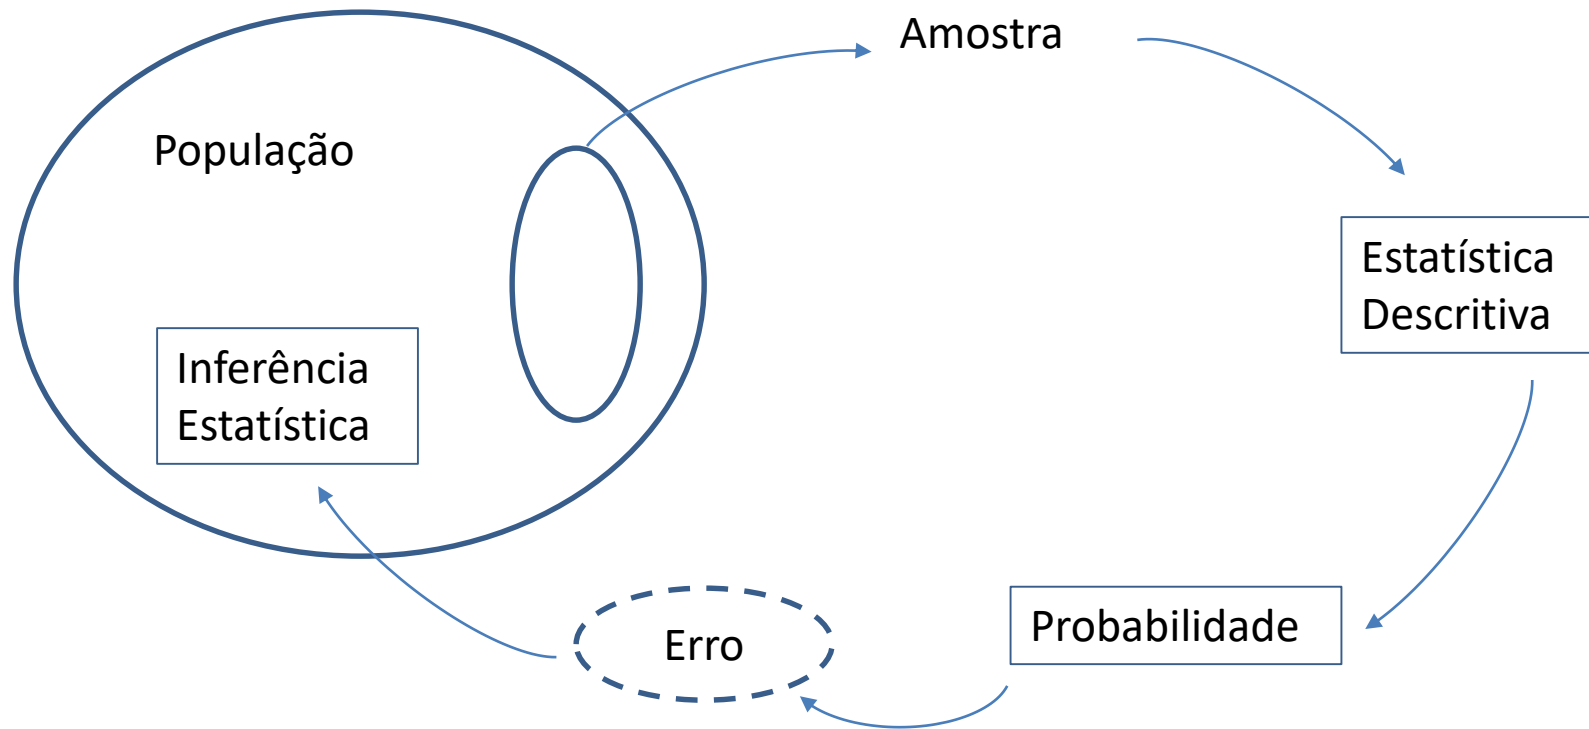 Amostra
População
Estatística
Descritiva
Inferência
Estatística
Probabilidade
Erro